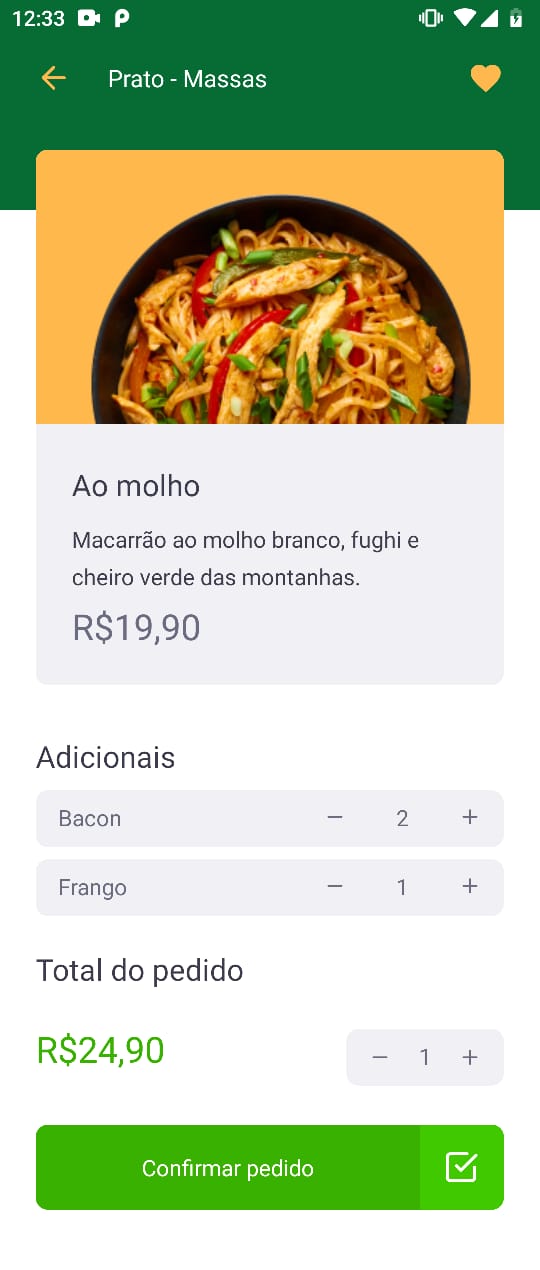 12:33
Prato - Massas
Ao molho
Macarrão ao molho branco, fughi e
cheiro verde das montanhas.
R$19,90
Adicionais
Bacon − 2 +
Frango − 1 +
Total do pedido
R$24,90 − 1 +
Confirmar pedido